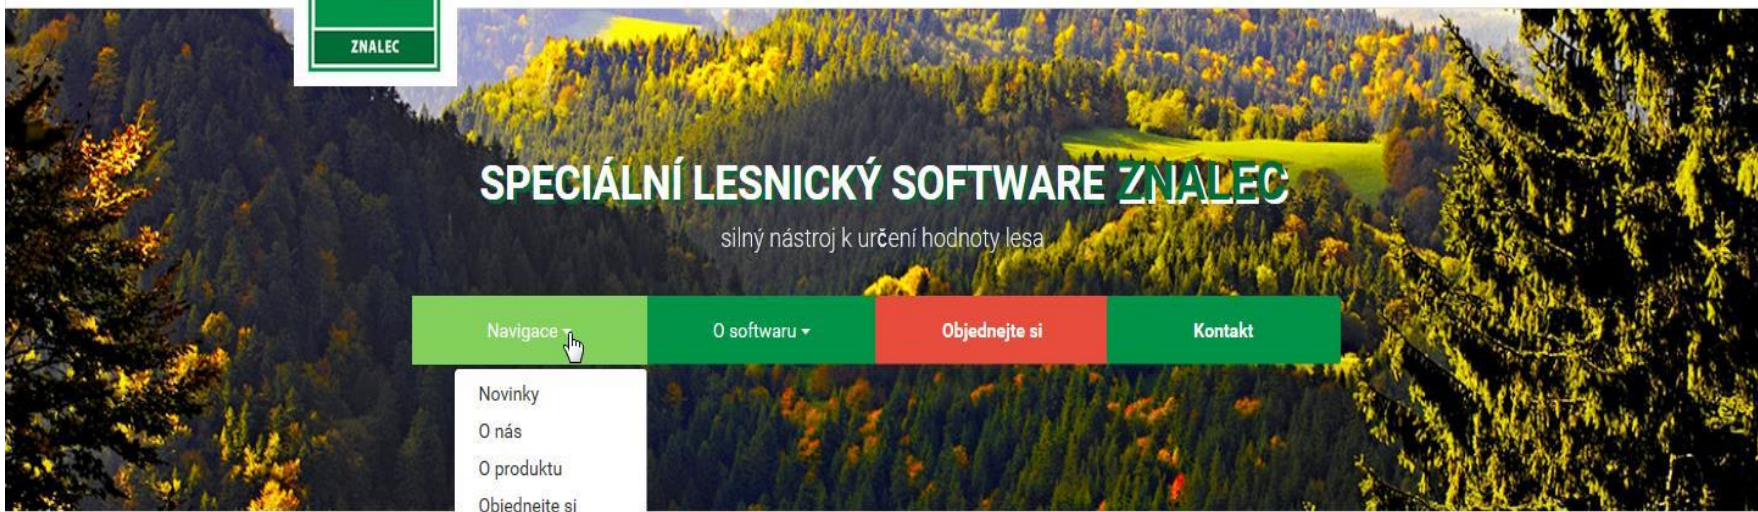 ZNALEC
SPECIÁLNÍ LESNICKÝ SOFTWARE ZNALEC
silný nástroj k určení hodnoty lesa
Navigace
O softwaru
Objednejte si
Kontakt
Novinky
O nás
O produktu
Objednejte si